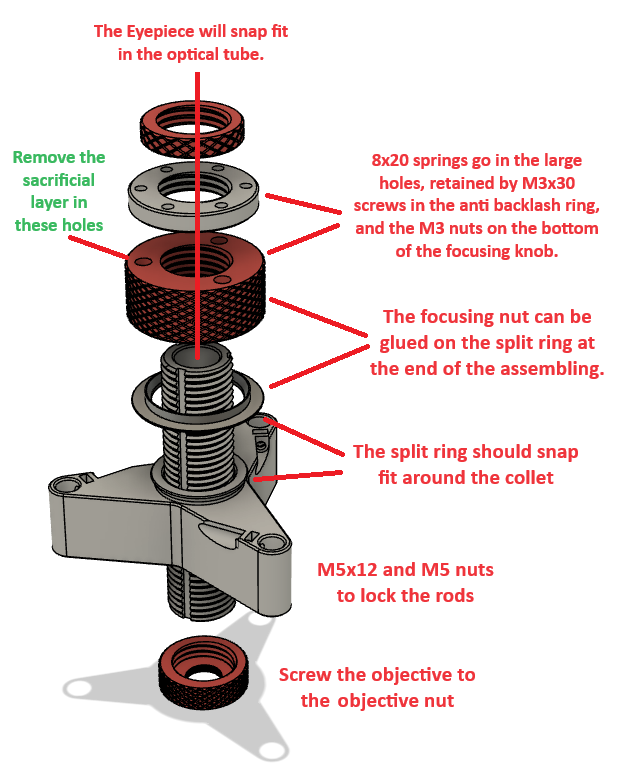 The Eyepiece will snap fit
in the optical tube.
Remove the
sacrificial
layer in
these holes
8x20 springs go in the large
holes, retained by M3x30
screws in the anti backlash ring,
and the M3 nuts on the bottom
of the focusing knob.
The focusing nut can be
glued on the split ring at
the end of the assembling.
The split ring should snap
fit around the collet
M5x12 and M5 nuts
to lock the rods
Screw the objective to
the objective nut